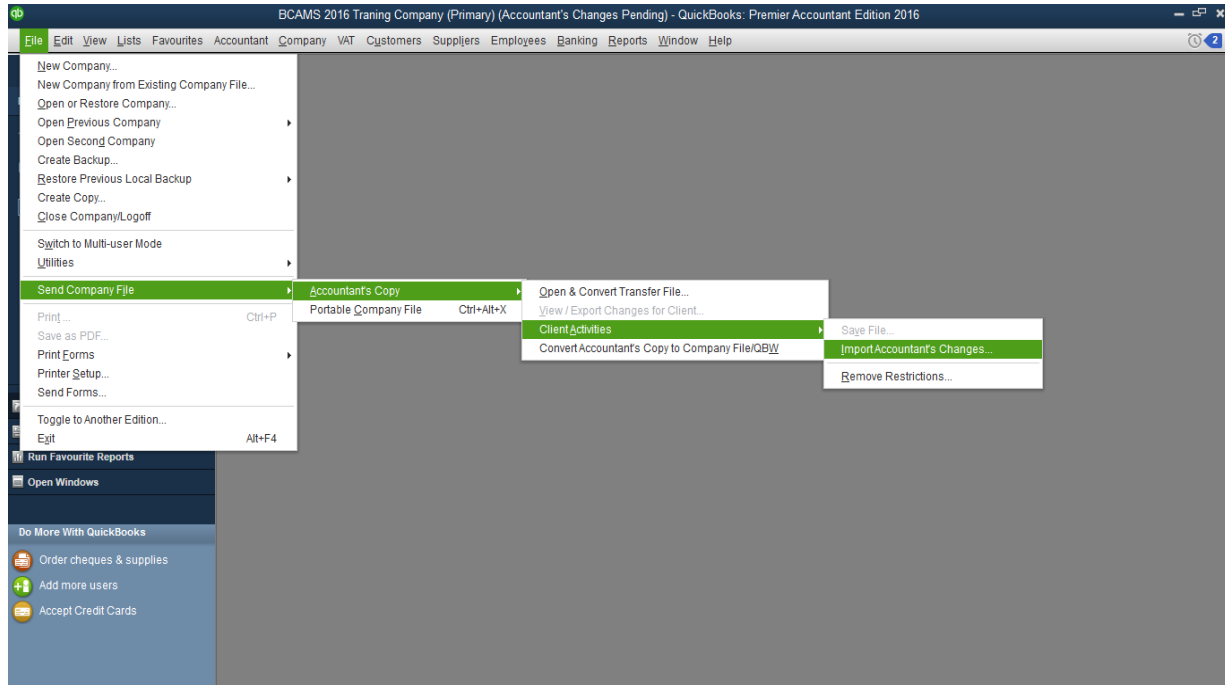 qb
BCAMS 2016 Traning Company (Primary) (Accountant's Changes Pending) - QuickBooks: Premier Accountant Edition 2016
File Edit View Lists Favourites Accountant Company VAT Customers Suppliers Employees Banking Reports Window Help 2
New Company...
New Company from Existing Company File...
Open or Restore Company...
Open Previous Company
Open Second Company
Create Backup...
Restore Previous Local Backup
Create Copy...
Close Company/Logoff
Switch to Multi-user Mode
Utilities
Send Company File
Print ... Ctrl+P
Save as PDF...
Print Forms
Printer Setup...
Send Forms...
Toggle to Another Edition...
Exit Alt+F4
Accountant's Copy
Portable Company File Ctrl+Alt+X
Open & Convert Transfer File...
View / Export Changes for Client...
Client Activities
Convert Accountant's Copy to Company File/QBW
Save File...
Import Accountant's Changes...
Remove Restrictions...
Run Favourite Reports
Open Windows
Do More With QuickBooks
Order cheques & supplies
Add more users
Accept Credit Cards